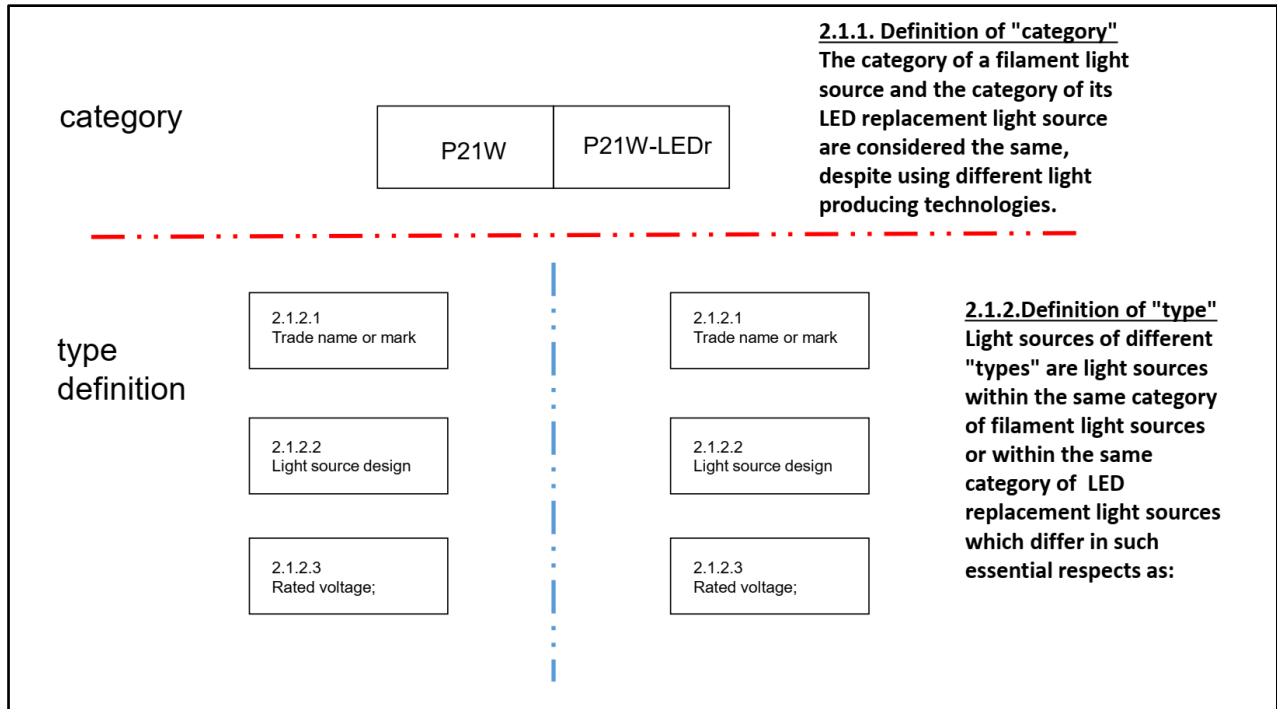 2.1.1. Definition of "category"
The category of a filament light
source and the category of its
LED replacement light source
are considered the same,
despite using different light
producing technologies.
category
P21W
P21W-LEDr
type
definition
2.1.2.1
Trade name or mark
2.1.2.2
Light source design
2.1.2.3
Rated voltage;
2.1.2.1
Trade name or mark
2.1.2.2
Light source design
2.1.2.3
Rated voltage;
2.1.2.Definition of "type"
Light sources of different
"types" are light sources
within the same category
of filament light sources
or within the same
category of  LED
replacement light sources
which differ in such
essential respects as: